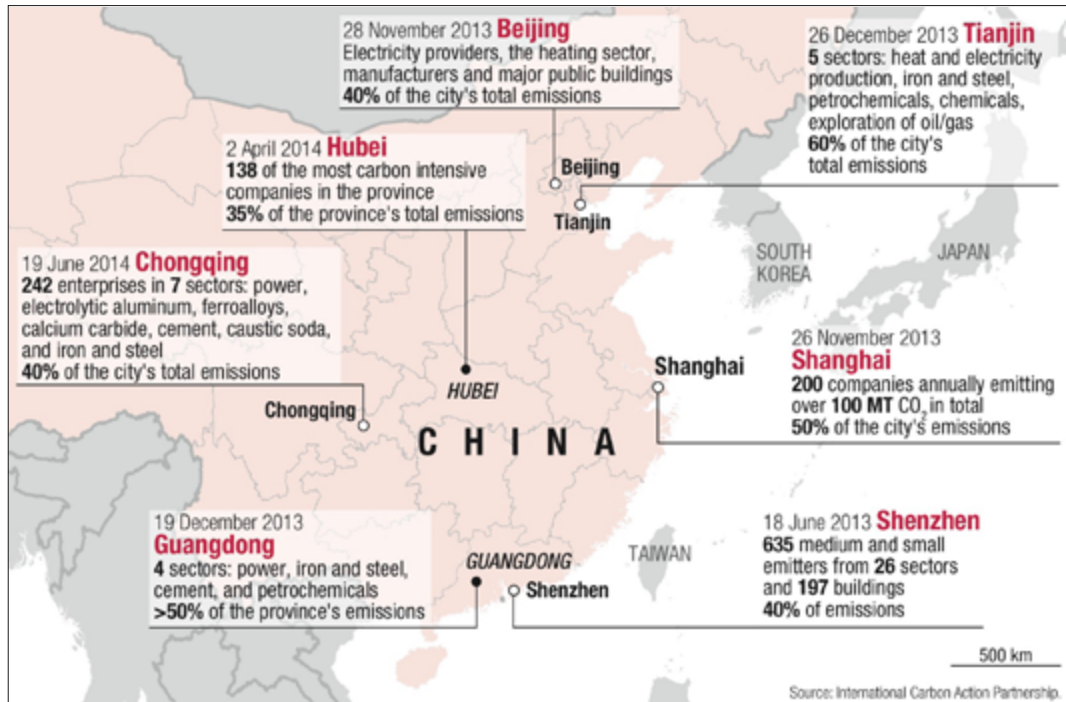 28 November 2013 Beijing
Electricity providers, the heating sector,
manufacturers and major public buildings
40% of the city's total emissions
26 December 2013 Tianjin
5 sectors: heat and electricity
production, iron and steel,
petrochemicals, chemicals,
exploration of oil/gas
60% of the city's
total emissions
2 April 2014 Hubei
138 of the most carbon intensive
companies in the province
35% of the province's total emissions
Beijing
Tianjin
SOUTH
KOREA
JAPAN
19 June 2014 Chongqing
242 enterprises in 7 sectors: power,
electrolytic aluminum, ferroalloys,
calcium carbide, cement, caustic soda,
and iron and steel
40% of the city's total emissions
26 November 2013
Shanghai
200 companies annually emitting
over 100 MT CO₂ in total
50% of the city's emissions
Shanghai
HUBEI
Chongqing
CHINA
19 December 2013
Guangdong
4 sectors: power, iron and steel,
cement, and petrochemicals
>50% of the province's emissions
GUANGDONG
Shenzhen
TAIWAN
18 June 2013 Shenzhen
635 medium and small
emitters from 26 sectors
and 197 buildings
40% of emissions
500 km
Source: International Carbon Action Partnership.